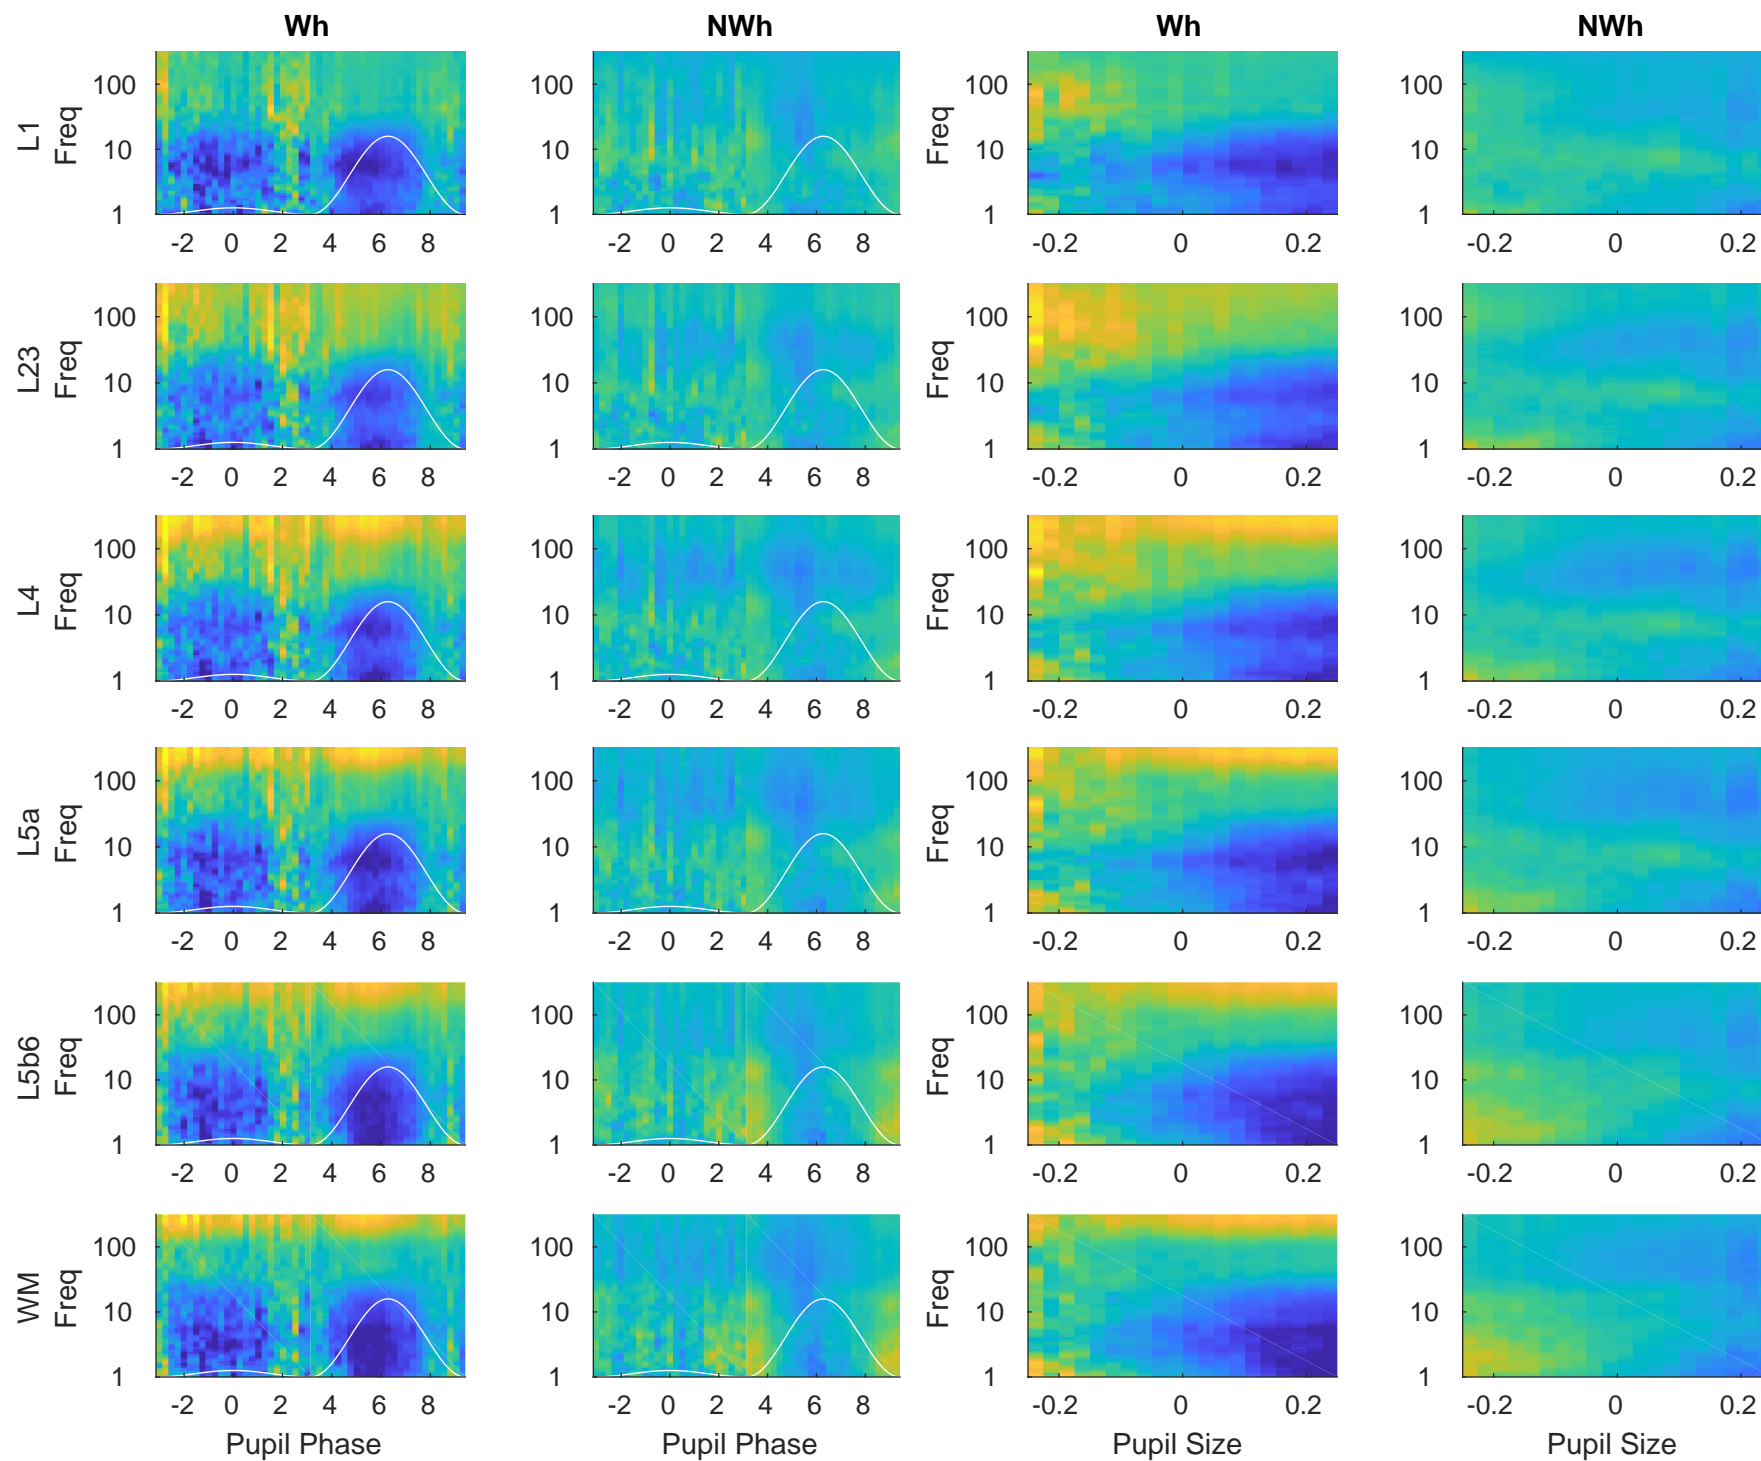 Wh NWh Wh NWh
L1 Freq 100 10 1 100 10 1 Freq 100 10 1 100 10 1
-2 0 2 4 6 8 -2 0 2 4 6 8 -0.2 0 0.2 -0.2 0 0.2
L23 Freq 100 10 1 100 10 1 Freq 100 10 1 100 10 1
-2 0 2 4 6 8 -2 0 2 4 6 8 -0.2 0 0.2 -0.2 0 0.2
L4 Freq 100 10 1 100 10 1 Freq 100 10 1 100 10 1
-2 0 2 4 6 8 -2 0 2 4 6 8 -0.2 0 0.2 -0.2 0 0.2
L5a Freq 100 10 1 100 10 1 Freq 100 10 1 100 10 1
-2 0 2 4 6 8 -2 0 2 4 6 8 -0.2 0 0.2 -0.2 0 0.2
L5b6 Freq 100 10 1 100 10 1 Freq 100 10 1 100 10 1
-2 0 2 4 6 8 -2 0 2 4 6 8 -0.2 0 0.2 -0.2 0 0.2
WM Freq 100 10 1 100 10 1 Freq 100 10 1 100 10 1
-2 0 2 4 6 8 -2 0 2 4 6 8 -0.2 0 0.2 -0.2 0 0.2
Pupil Phase Pupil Phase Pupil Size Pupil Size